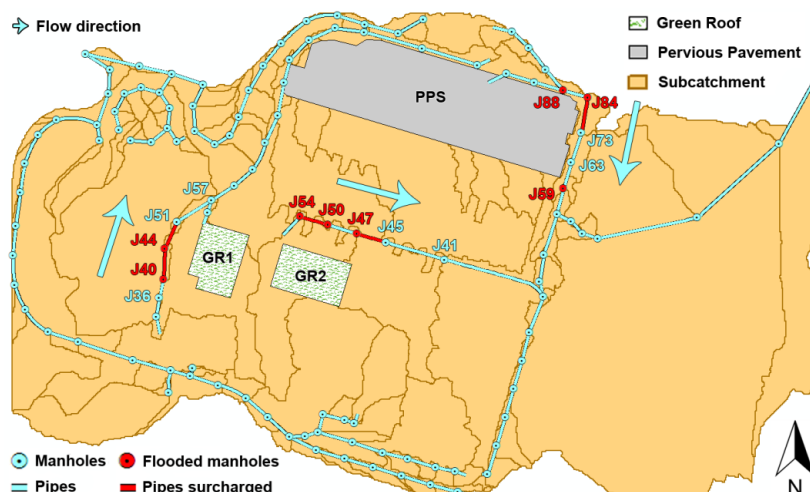 Flow direction
Green Roof
Pervious Pavement
Subcatchment
PPS
J88
J84
J73
J63
J59
J57
J54
J51
J50
J47
J45
J44
J41
GR1
GR2
J40
J36
Manholes
Flooded manholes
Pipes
Pipes surcharged
N